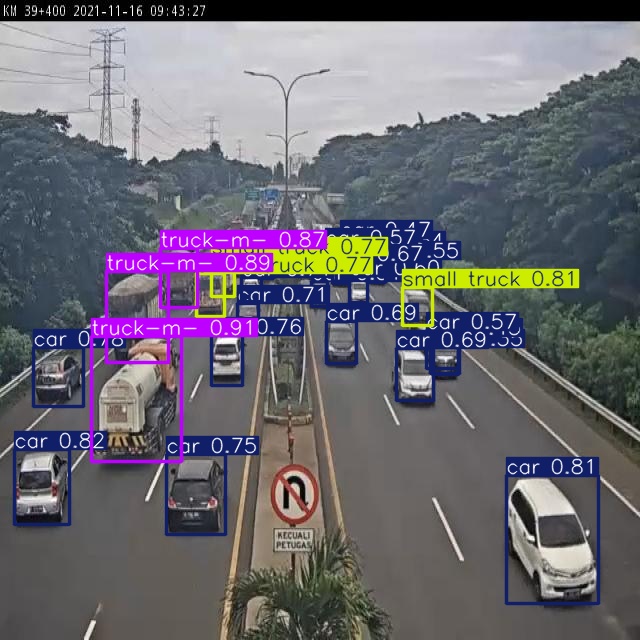 KM 39+400 2021-11-16 09:43:27
truck-m- 0.87
0.77
truck-m- 0.89
ruck 0.77
small truck 0.81
car 0.71
car 0.69
truck-m- 0.91
0.76
car 0.57
car 0.69
car 0.78
car 0.82
car 0.75
car 0.81
KECUALI
PETUGAS